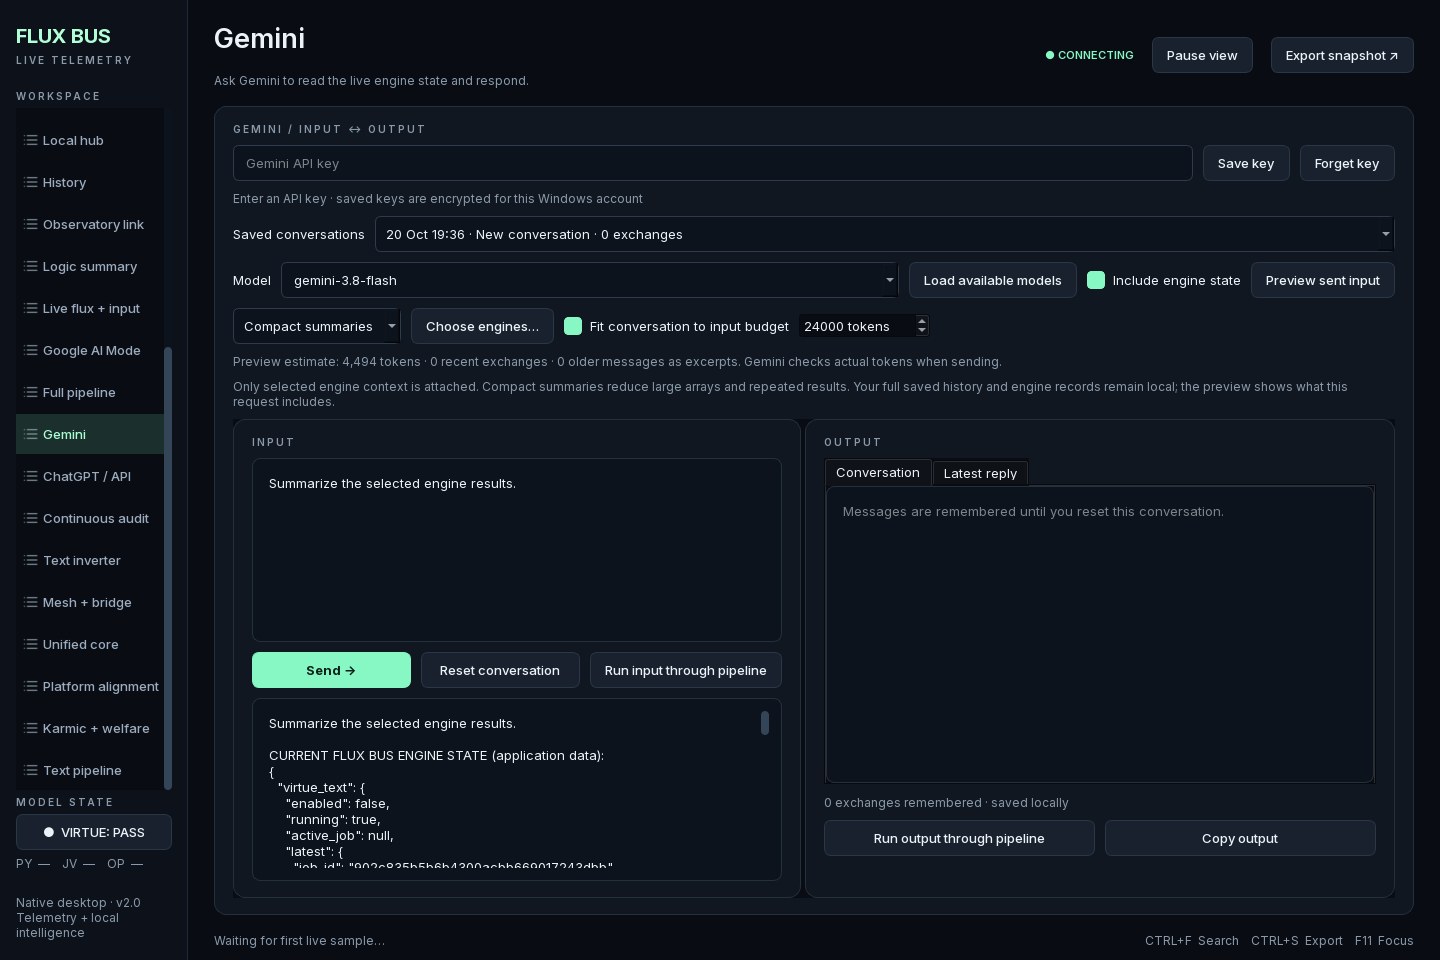 FLUX BUS
LIVE TELEMETRY
WORKSPACE
Local hub
History
Observatory link
Logic summary
Live flux + input
Google AI Mode
Full pipeline
Gemini
ChatGPT / API
Continuous audit
Text inverter
Mesh + bridge
Unified core
Platform alignment
Karmic + welfare
Text pipeline
MODEL STATE
● VIRTUE: PASS
PY — JV — OP —
Native desktop · v2.0
Telemetry + local
intelligence
Gemini
Ask Gemini to read the live engine state and respond.
● CONNECTING
Pause view
Export snapshot ↗
GEMINI / INPUT ↔ OUTPUT
Gemini API key
Save key
Forget key
Enter an API key · saved keys are encrypted for this Windows account
Saved conversations
20 Oct 19:36 · New conversation · 0 exchanges
Model
gemini-3.8-flash
Load available models
Include engine state
Preview sent input
Compact summaries
Choose engines…
Fit conversation to input budget
24000 tokens
Preview estimate: 4,494 tokens · 0 recent exchanges · 0 older messages as excerpts. Gemini checks actual tokens when sending.
Only selected engine context is attached. Compact summaries reduce large arrays and repeated results. Your full saved history and engine records remain local; the preview shows what this
request includes.
INPUT
Summarize the selected engine results.
Send →
Reset conversation
Run input through pipeline
Summarize the selected engine results.
CURRENT FLUX BUS ENGINE STATE (application data):
{
"virtue_text": {
"enabled": false,
"running": true,
"active_job": null,
"latest": {
OUTPUT
Conversation
Latest reply
Messages are remembered until you reset this conversation.
0 exchanges remembered · saved locally
Run output through pipeline
Copy output
Waiting for first live sample…
CTRL+F Search CTRL+S Export F11 Focus